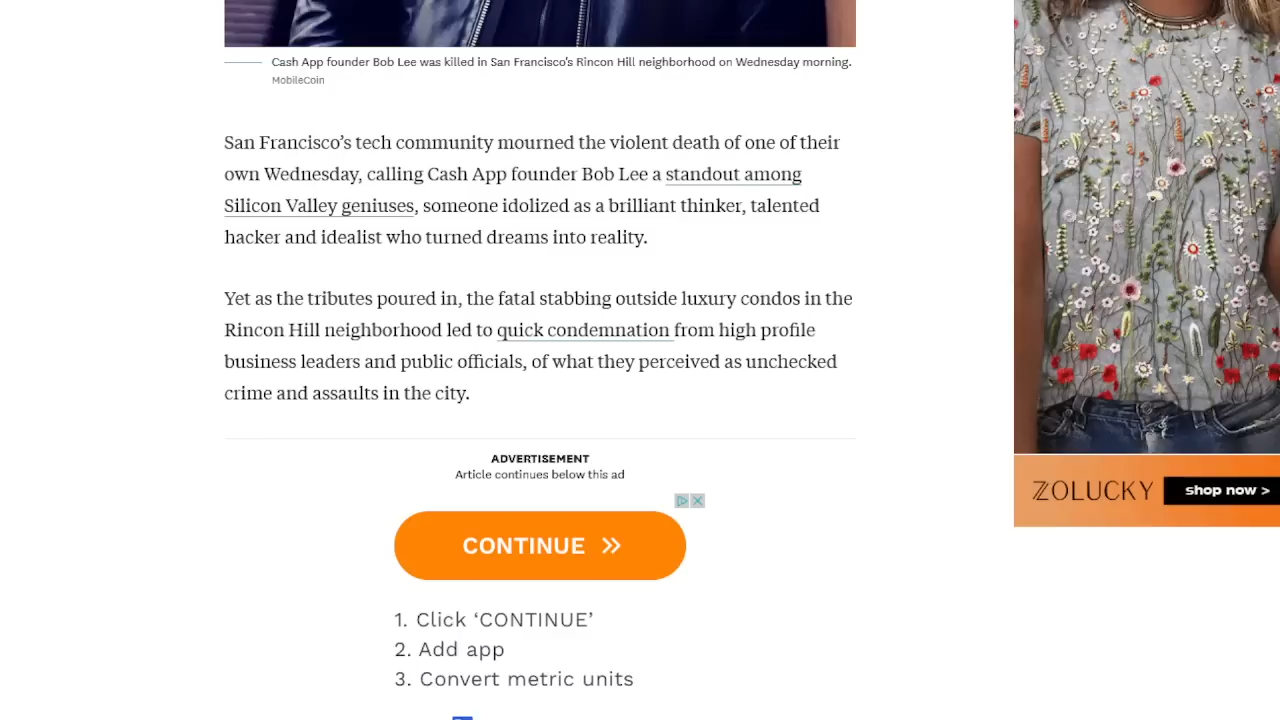 Cash App founder Bob Lee was killed in San Francisco's Rincon Hill neighborhood on Wednesday morning.
MobileCoin
San Francisco’s tech community mourned the violent death of one of their
own Wednesday, calling Cash App founder Bob Lee a standout among
Silicon Valley geniuses, someone idolized as a brilliant thinker, talented
hacker and idealist who turned dreams into reality.
Yet as the tributes poured in, the fatal stabbing outside luxury condos in the
Rincon Hill neighborhood led to quick condemnation from high profile
business leaders and public officials, of what they perceived as unchecked
crime and assaults in the city.
ADVERTISEMENT
Article continues below this ad
CONTINUE »
1. Click ‘CONTINUE’
2. Add app
3. Convert metric units
ZOLUCKY
shop now >